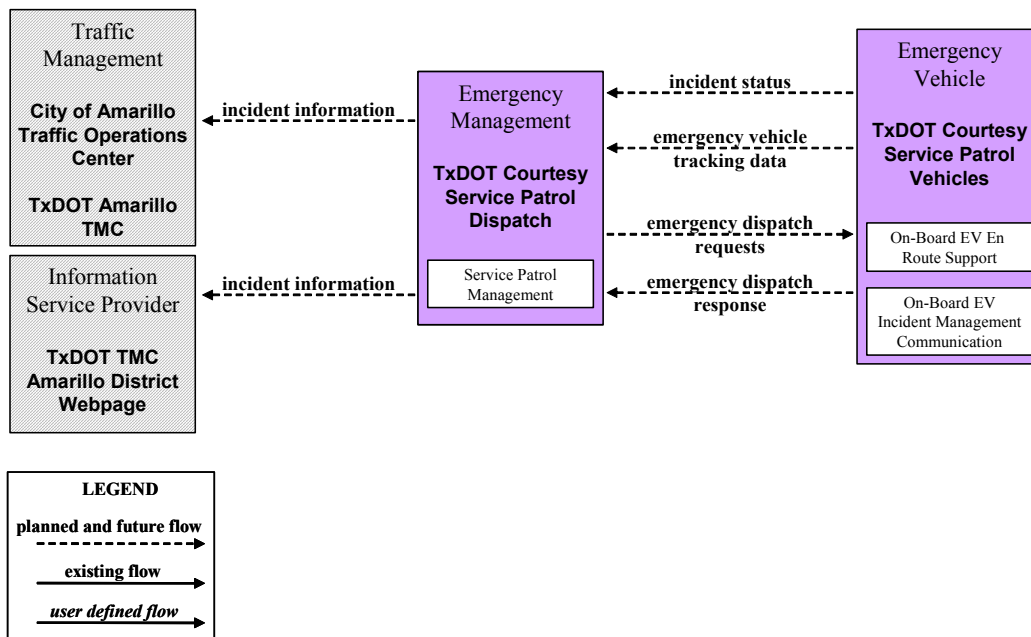 Traffic
Management
City of Amarillo
Traffic Operations
Center
TxDOT Amarillo
TMC
Information
Service Provider
TxDOT TMC
Amarillo District
Webpage
incident information
incident information
Emergency
Management
TxDOT Courtesy
Service Patrol
Dispatch
Service Patrol
Management
incident status
emergency vehicle
tracking data
emergency dispatch
requests
emergency dispatch
response
Emergency
Vehicle
TxDOT Courtesy
Service Patrol
Vehicles
On-Board EV En
Route Support
On-Board EV
Incident Management
Communication
LEGEND
planned and future flow
existing flow
user defined flow